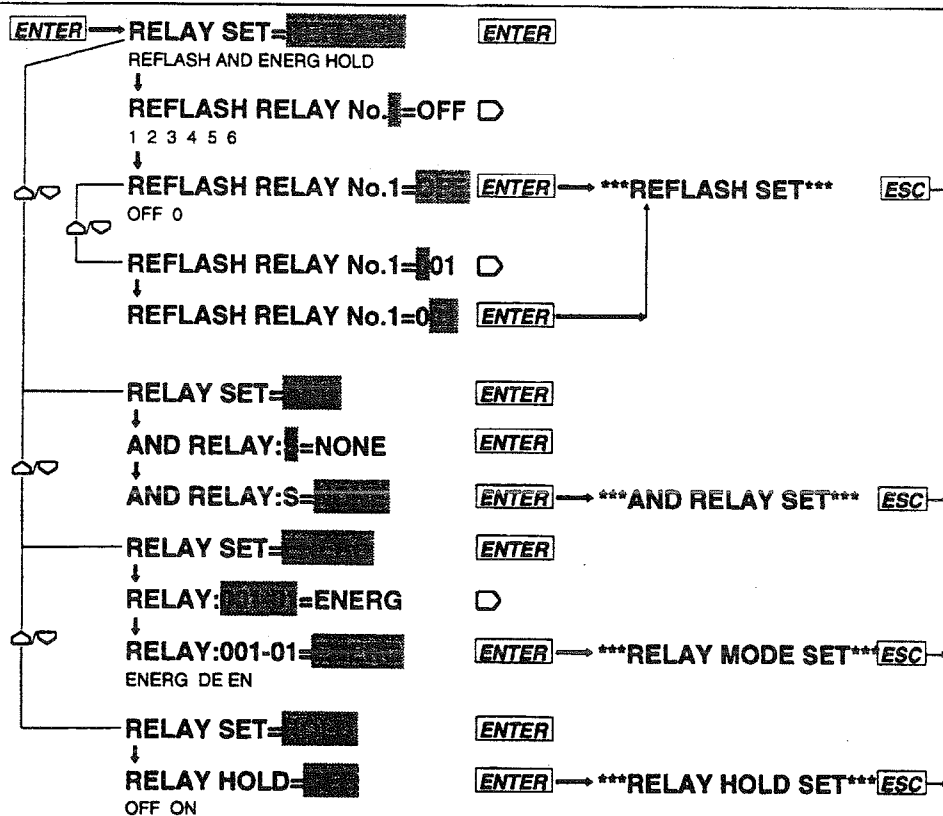 ENTER RELAY SET= ENTER
REFLASH AND ENERG HOLD
REFLASH RELAY No. =OFF
1 2 3 4 5 6
REFLASH RELAY No.1=OFF ENTER ***REFLASH SET*** ESC
OFF 0
REFLASH RELAY No.1= 01
REFLASH RELAY No.1=0 ENTER
RELAY SET= ENTER
AND RELAY: =NONE ENTER
AND RELAY:S= ENTER ***AND RELAY SET*** ESC
RELAY SET= ENTER
RELAY:001-01=ENERG
RELAY:001-01= ENTER ***RELAY MODE SET*** ESC
ENERG DE EN
RELAY SET= ENTER
RELAY HOLD= ENTER ***RELAY HOLD SET*** ESC
OFF ON